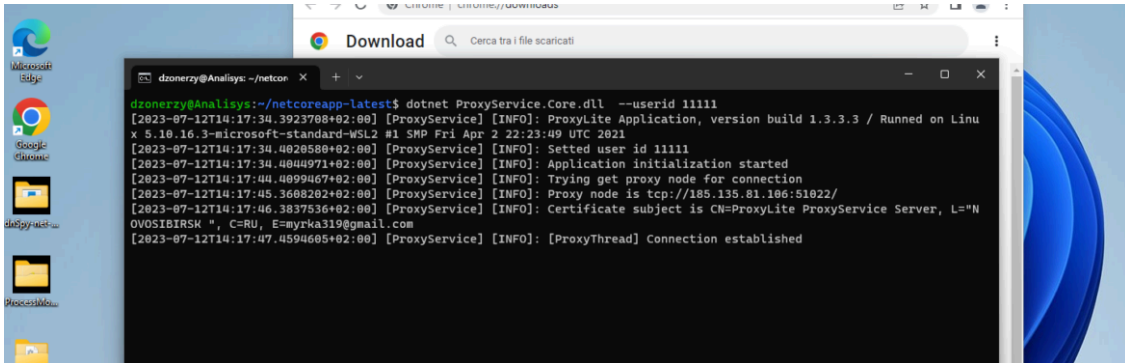 Chrome | chrome://downloads
Download
Cerca tra i file scaricati
Microsoft
Edge
dzonerzy@Analisys: ~/netcor
dzonerzy@Analisys:~/netcoreapp-latest$ dotnet ProxyService.Core.dll --userid 11111
[2023-07-12T14:17:34.3923708+02:00] [ProxyService] [INFO]: ProxyLite Application, version build 1.3.3.3 / Runned on Linu
x 5.10.16.3-microsoft-standard-WSL2 #1 SMP Fri Apr 2 22:23:49 UTC 2021
[2023-07-12T14:17:34.4020580+02:00] [ProxyService] [INFO]: Setted user id 11111
[2023-07-12T14:17:34.4044971+02:00] [ProxyService] [INFO]: Application initialization started
[2023-07-12T14:17:34.4099467+02:00] [ProxyService] [INFO]: Trying get proxy node for connection
[2023-07-12T14:17:45.3608202+02:00] [ProxyService] [INFO]: Proxy node is tcp://185.135.81.106:51022/
[2023-07-12T14:17:46.3837536+02:00] [ProxyService] [INFO]: Certificate subject is CN=ProxyLite ProxyService Server, L="N
OVOSIBIRSK ", C=RU, E=myrka319@gmail.com
[2023-07-12T14:17:47.4594605+02:00] [ProxyService] [INFO]: [ProxyThread] Connection established
Google
Chrome
dnSpy-net-...
ProcessMo...